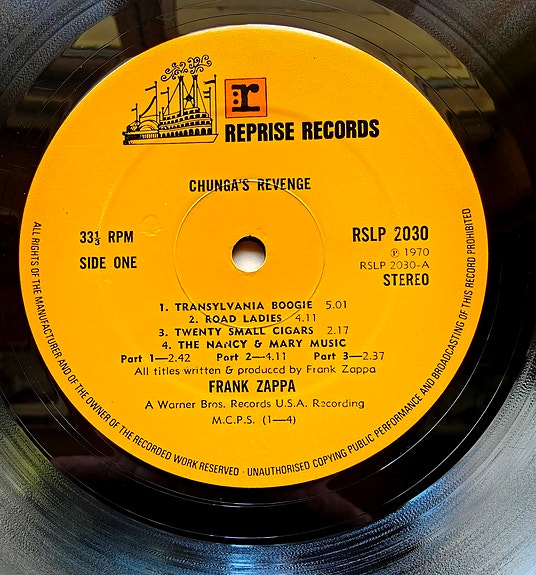 r
REPRISE RECORDS
CHUNGA'S REVENGE
33⅓ RPM
SIDE ONE
RSLP 2030
℗ 1970
RSLP 2030-A
STEREO
1. TRANSYLVANIA BOOGIE 5.01
2. ROAD LADIES 4.11
3. TWENTY SMALL CIGARS 2.17
4. THE NANCY & MARY MUSIC
Part 1—2.42 Part 2—4.11 Part 3—2.37
All titles written & produced by Frank Zappa
FRANK ZAPPA
A Warner Bros. Records U.S.A. Recording
M.C.P.S. (1—4)
ALL RIGHTS OF THE MANUFACTURER AND OF THE OWNER OF THE RECORDED WORK RESERVED · UNAUTHORISED COPYING PUBLIC PERFORMANCE AND BROADCASTING OF THIS RECORD PROHIBITED